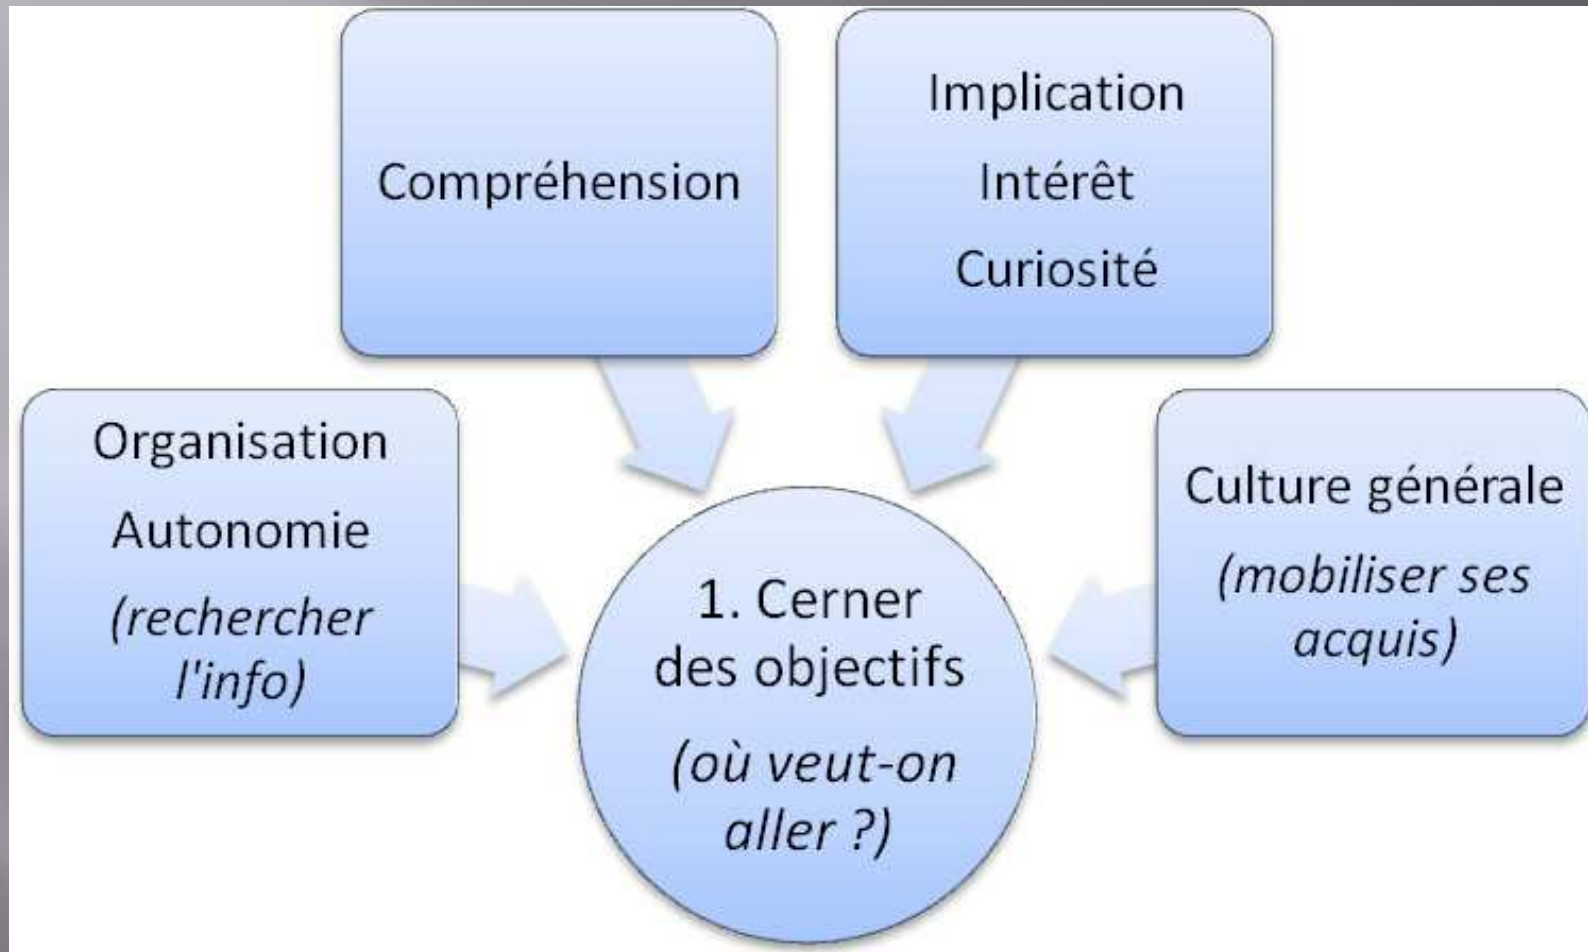 Compréhension
Implication
Intérêt
Curiosité
Organisation
Autonomie
(rechercher
l'info)
Culture générale
(mobiliser ses
acquis)
1. Cerner
des objectifs
(où veut-on
aller ?)